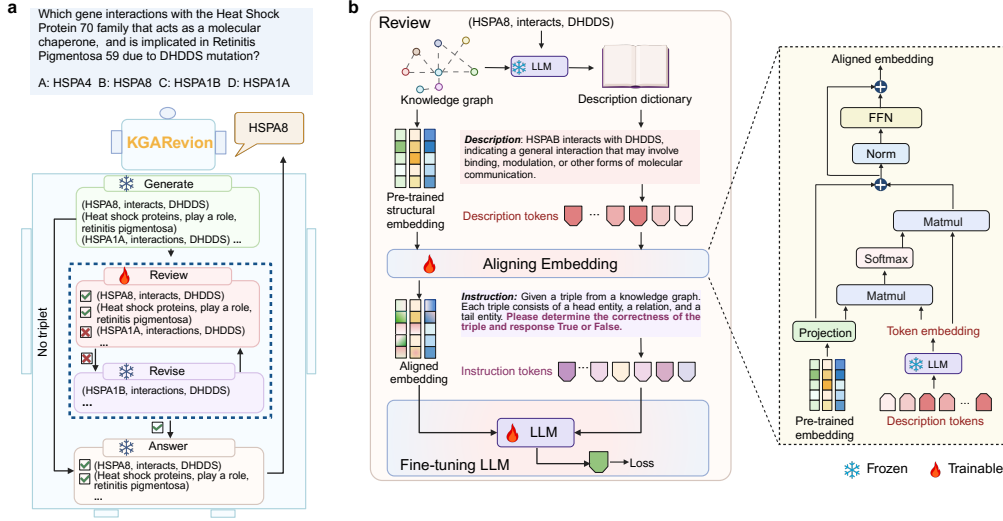 a
Which gene interactions with the Heat Shock
Protein 70 family that acts as a molecular
chaperone, and is implicated in Retinitis
Pigmentosa 59 due to DHDDS mutation?
A: HSPA4 B: HSPA8 C: HSPA1B D: HSPA1A
KGARevion
HSPA8
Generate
(HSPA8, interacts, DHDDS)
(Heat shock proteins, play a role,
retinitis pigmentosa)
(HSPA1A, interactions, DHDDS) ...
No triplet
Review
(HSPA8, interacts, DHDDS)
(Heat shock proteins, play a role,
retinitis pigmentosa)
(HSPA1A, interactions, DHDDS)
...
Revise
(HSPA1B, interactions, DHDDS)
...
Answer
(HSPA8, interacts, DHDDS)
(Heat shock proteins, play a role,
retinitis pigmentosa)
...
b
Review
(HSPA8, interacts, DHDDS)
LLM
Knowledge graph
Description dictionary
Description: HSPAB interacts with DHDDS,
indicating a general interaction that may involve
binding, modulation, or other forms of molecular
communication.
Pre-trained
structural
embedding
Description tokens
...
Aligning Embedding
Instruction: Given a triple from a knowledge graph.
Each triple consists of a head entity, a relation, and a
tail entity. Please determine the correctness of the
triple and response True or False.
Aligned
embedding
Instruction tokens
...
LLM
Fine-tuning LLM
Loss
Aligned embedding
FFN
Norm
Matmul
Softmax
Matmul
Projection
Token embedding
LLM
...
Pre-trained
embedding
Description tokens
Frozen
Trainable